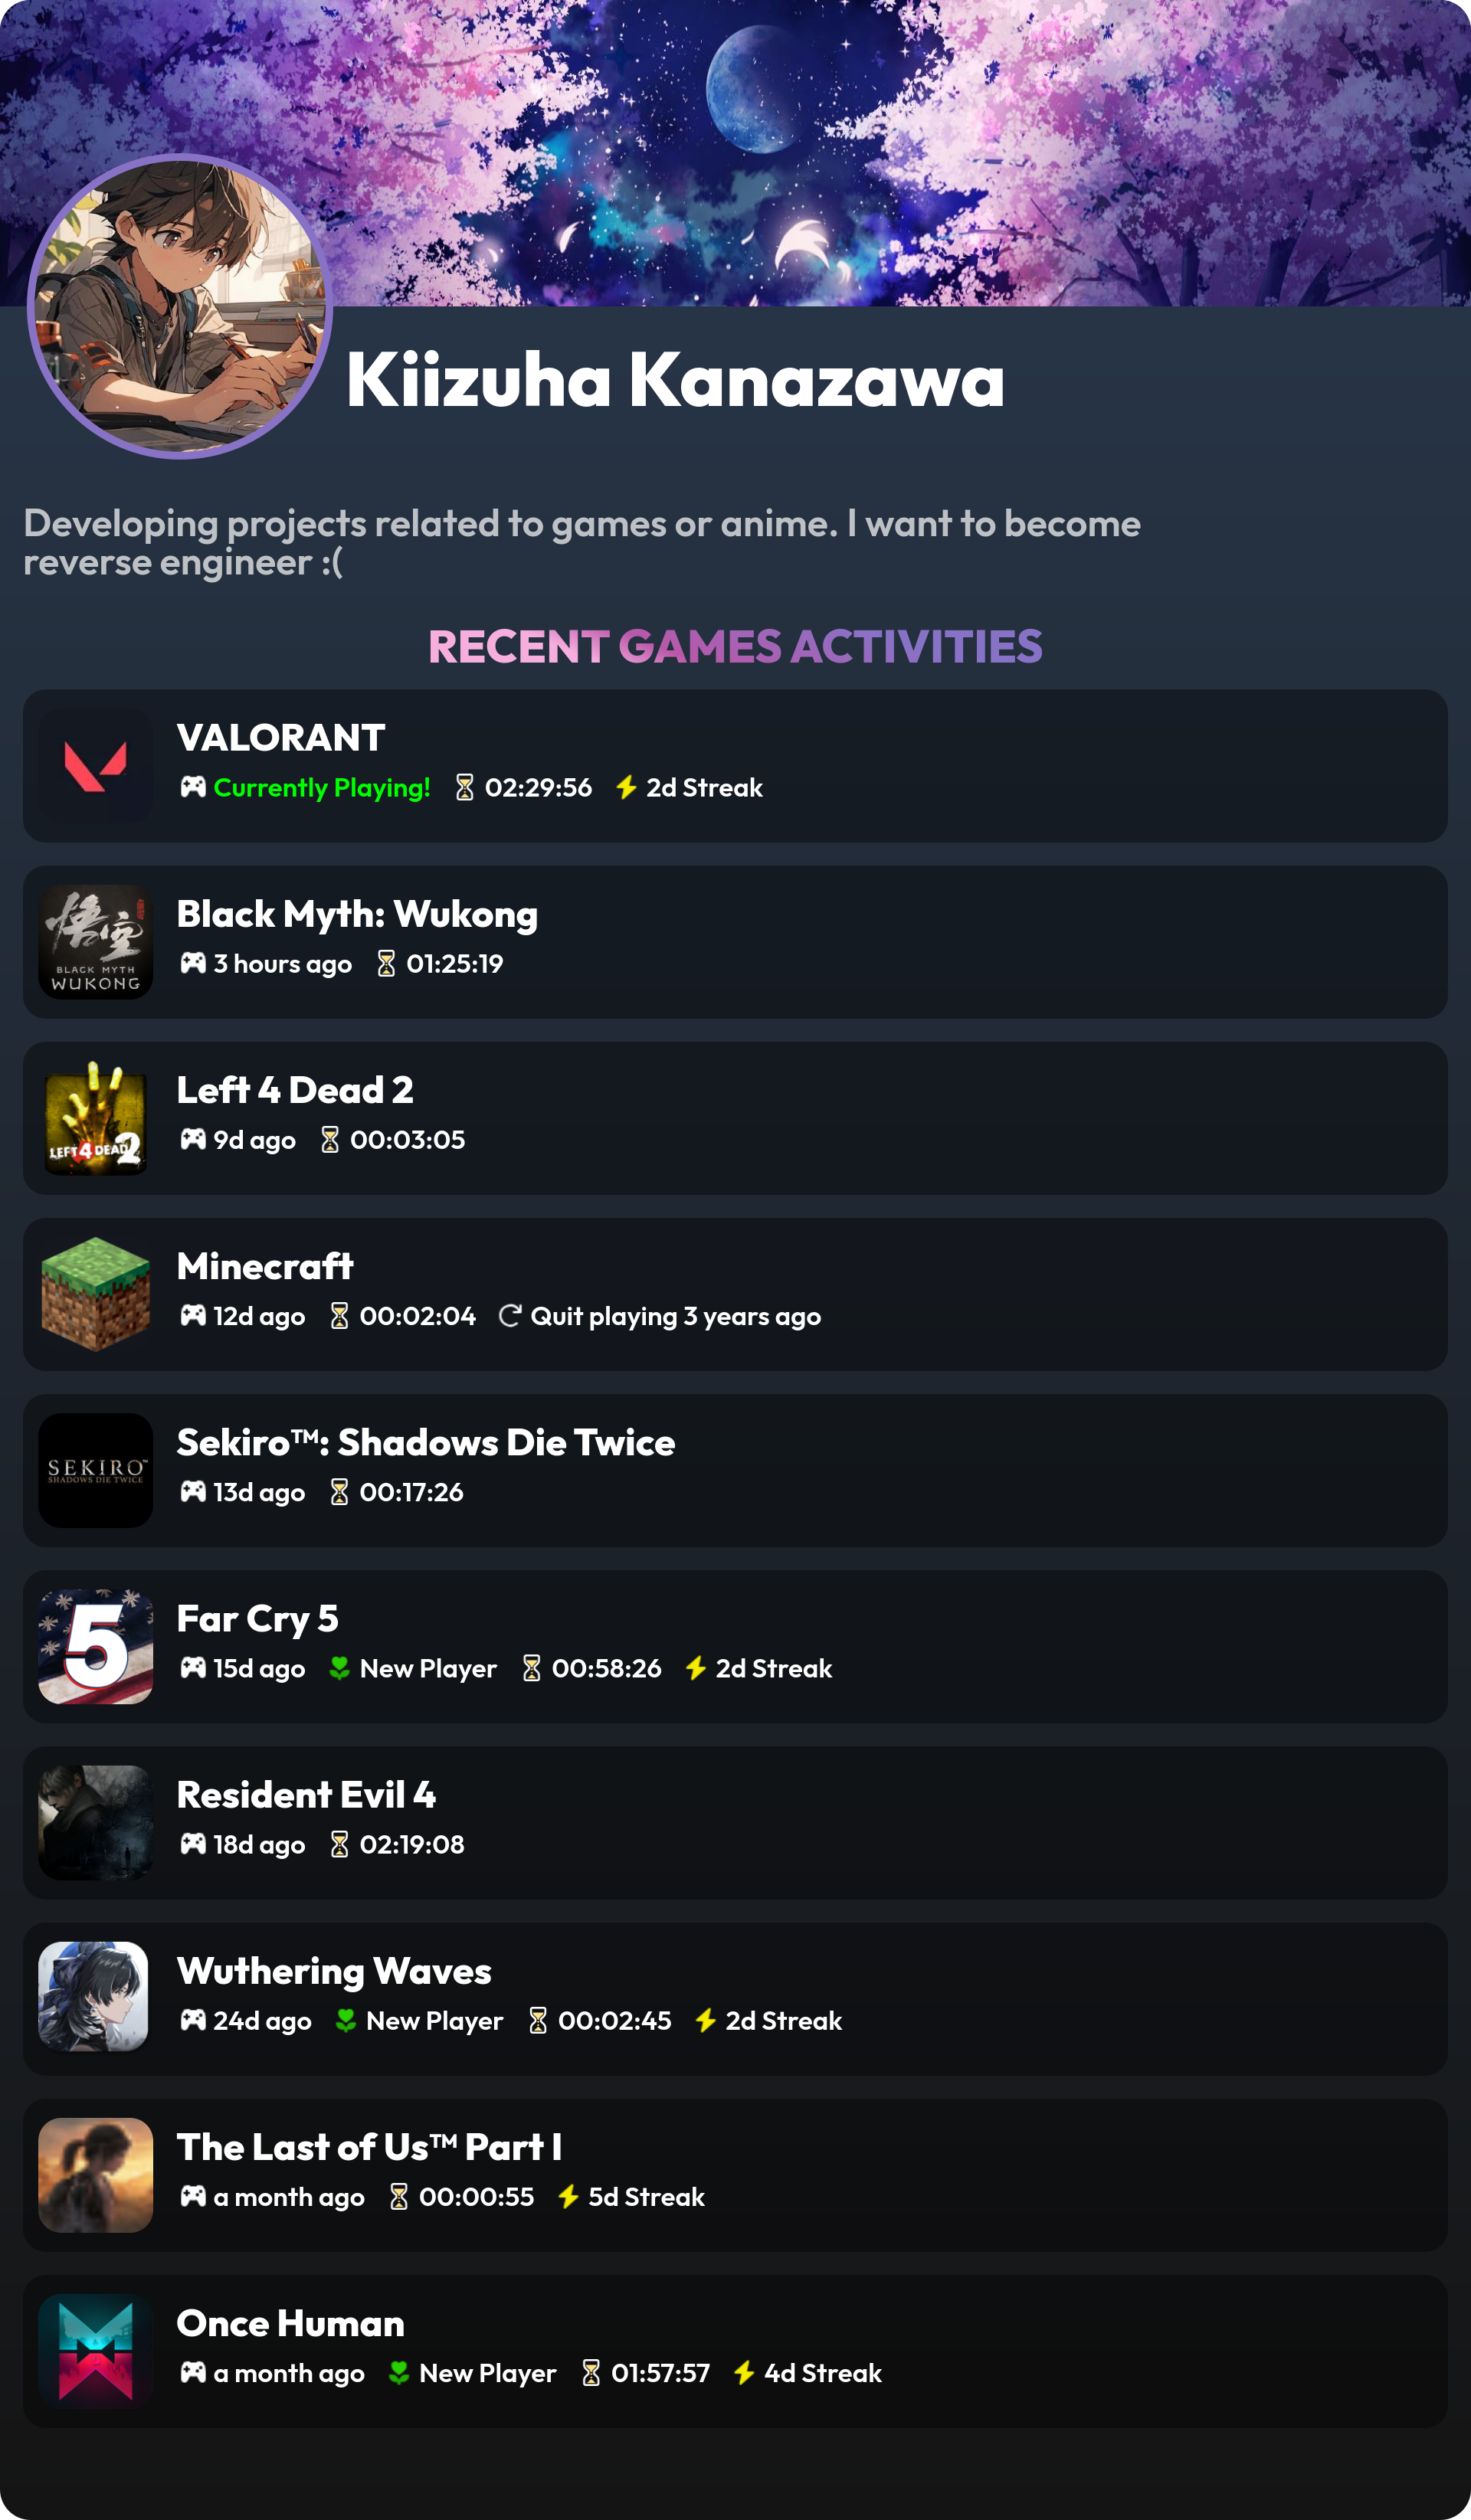 Kiizuha Kanazawa
Developing projects related to games or anime. I want to become
reverse engineer :(
RECENT GAMES ACTIVITIES
VALORANT
Currently Playing! 02:29:56 2d Streak
悟空
BLACK MYTH
WUKONG
Black Myth: Wukong
3 hours ago 01:25:19
LEFT 4 DEAD 2
Left 4 Dead 2
9d ago 00:03:05
Minecraft
12d ago 00:02:04 Quit playing 3 years ago
SEKIRO™
SHADOWS DIE TWICE
Sekiro™: Shadows Die Twice
13d ago 00:17:26
5
Far Cry 5
15d ago New Player 00:58:26 2d Streak
Resident Evil 4
18d ago 02:19:08
Wuthering Waves
24d ago New Player 00:02:45 2d Streak
The Last of Us™ Part I
a month ago 00:00:55 5d Streak
Once Human
a month ago New Player 01:57:57 4d Streak